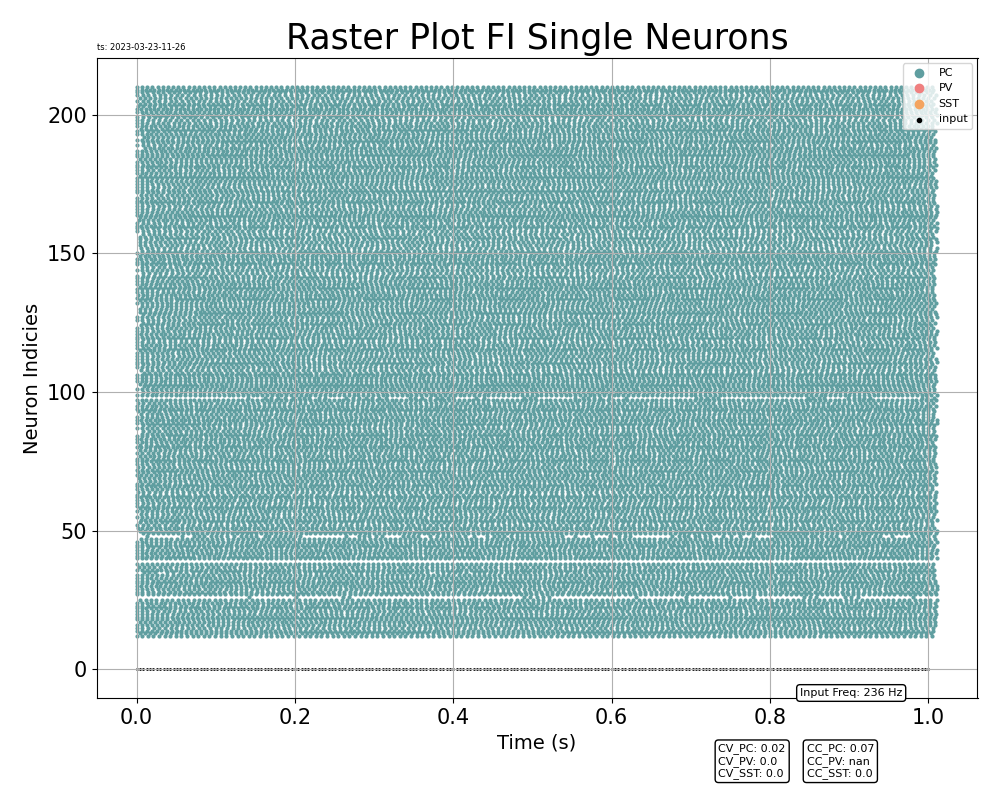 Raster Plot FI Single Neurons
ts: 2023-03-23-11-26
PC
PV
SST
input
200
150
100
50
0
Neuron Indicies
0.0 0.2 0.4 0.6 0.8 1.0
Time (s)
Input Freq: 236 Hz
CV_PC: 0.02
CV_PV: 0.0
CV_SST: 0.0
CC_PC: 0.07
CC_PV: nan
CC_SST: 0.0